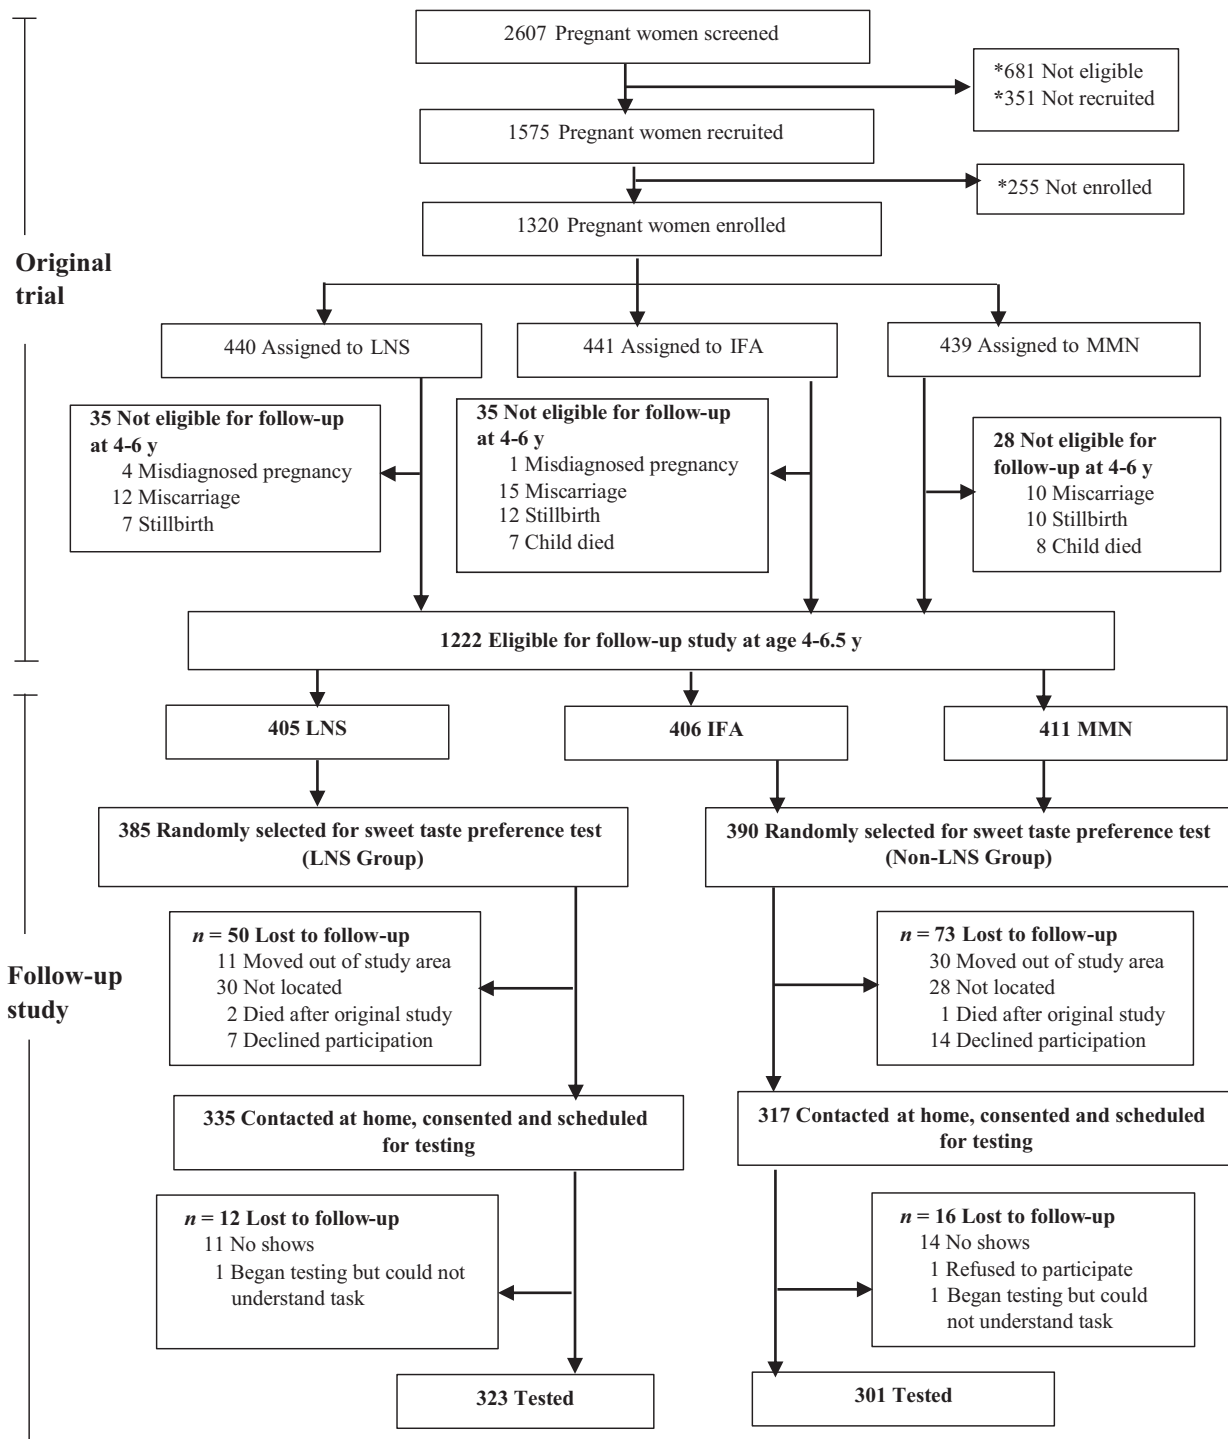 2607 Pregnant women screened
*681 Not eligible
*351 Not recruited
1575 Pregnant women recruited
*255 Not enrolled
1320 Pregnant women enrolled
Original
trial
440 Assigned to LNS
441 Assigned to IFA
439 Assigned to MMN
35 Not eligible for follow-up
at 4-6 y
4 Misdiagnosed pregnancy
12 Miscarriage
7 Stillbirth
35 Not eligible for follow-up
at 4-6 y
1 Misdiagnosed pregnancy
15 Miscarriage
12 Stillbirth
7 Child died
28 Not eligible for
follow-up at 4-6 y
10 Miscarriage
10 Stillbirth
8 Child died
1222 Eligible for follow-up study at age 4-6.5 y
405 LNS
406 IFA
411 MMN
385 Randomly selected for sweet taste preference test
(LNS Group)
390 Randomly selected for sweet taste preference test
(Non-LNS Group)
Follow-up
study
n = 50 Lost to follow-up
11 Moved out of study area
30 Not located
2 Died after original study
7 Declined participation
n = 73 Lost to follow-up
30 Moved out of study area
28 Not located
1 Died after original study
14 Declined participation
335 Contacted at home, consented and scheduled
for testing
317 Contacted at home, consented and scheduled
for testing
n = 12 Lost to follow-up
11 No shows
1 Began testing but could not
understand task
n = 16 Lost to follow-up
14 No shows
1 Refused to participate
1 Began testing but could
not understand task
323 Tested
301 Tested